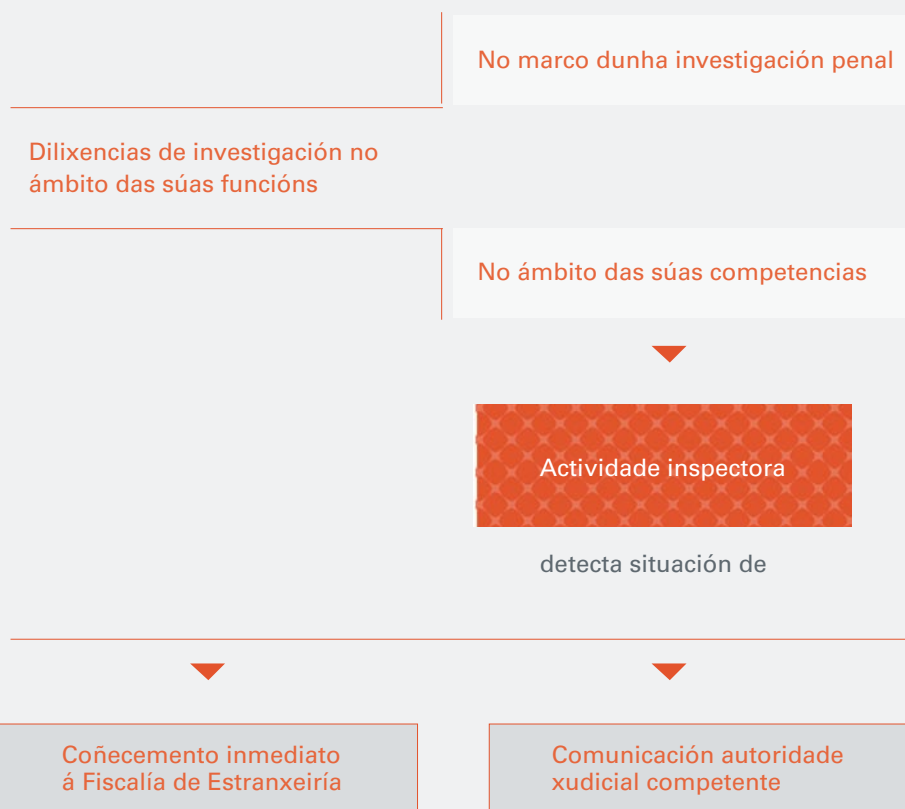 No marco dunha investigación penal
Dilixencias de investigación no
ámbito das súas funcións
No ámbito das súas competencias
Actividade inspectora
detecta situación de
Coñecemento inmediato
á Fiscalía de Estranxeiría
Comunicación autoridade
xudicial competente